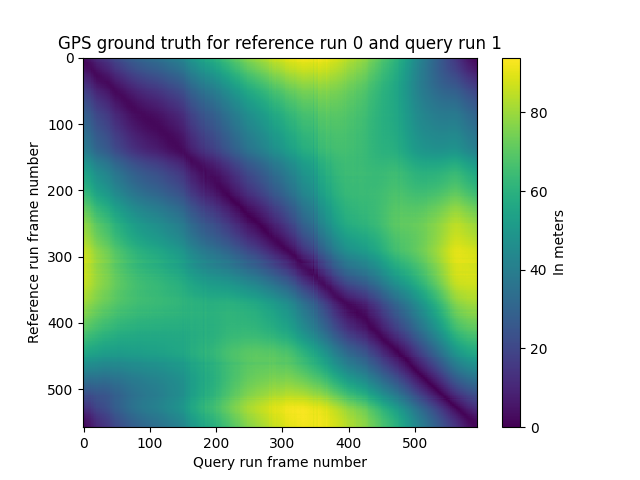 GPS ground truth for reference run 0 and query run 1
0
100
200
300
400
500
Reference run frame number
0 100 200 300 400 500
Query run frame number
80
60
40
20
0
In meters